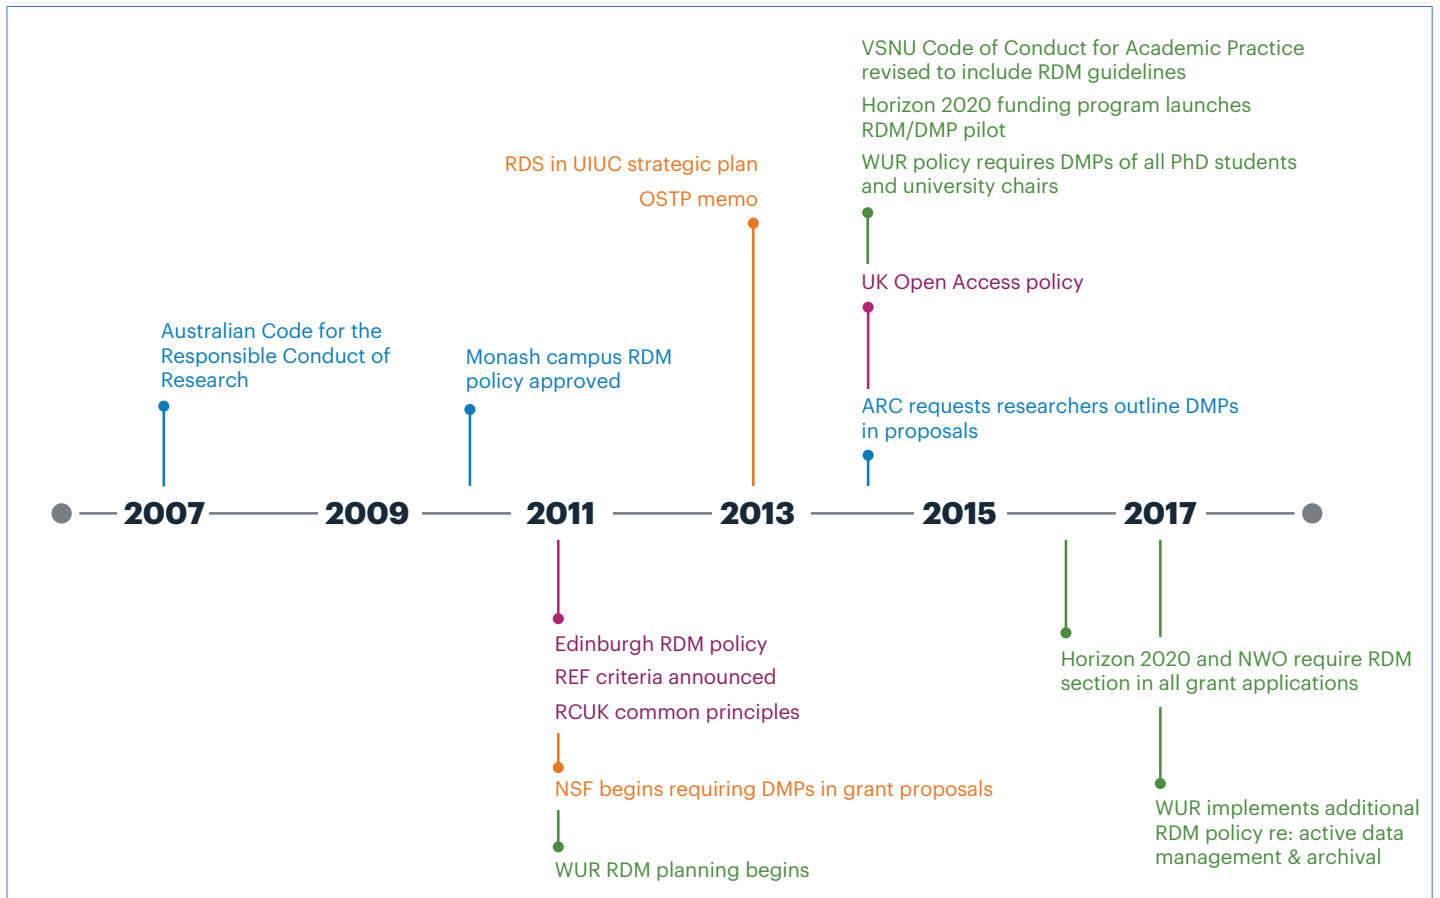 VSNU Code of Conduct for Academic Practice
revised to include RDM guidelines
Horizon 2020 funding program launches
RDM/DMP pilot
WUR policy requires DMPs of all PhD students
and university chairs
RDS in UIUC strategic plan
OSTP memo
UK Open Access policy
Australian Code for the
Responsible Conduct of
Research
Monash campus RDM
policy approved
ARC requests researchers outline DMPs
in proposals
2007 2009 2011 2013 2015 2017
Edinburgh RDM policy
REF criteria announced
RCUK common principles
NSF begins requiring DMPs in grant proposals
WUR RDM planning begins
Horizon 2020 and NWO require RDM
section in all grant applications
WUR implements additional
RDM policy re: active data
management & archival